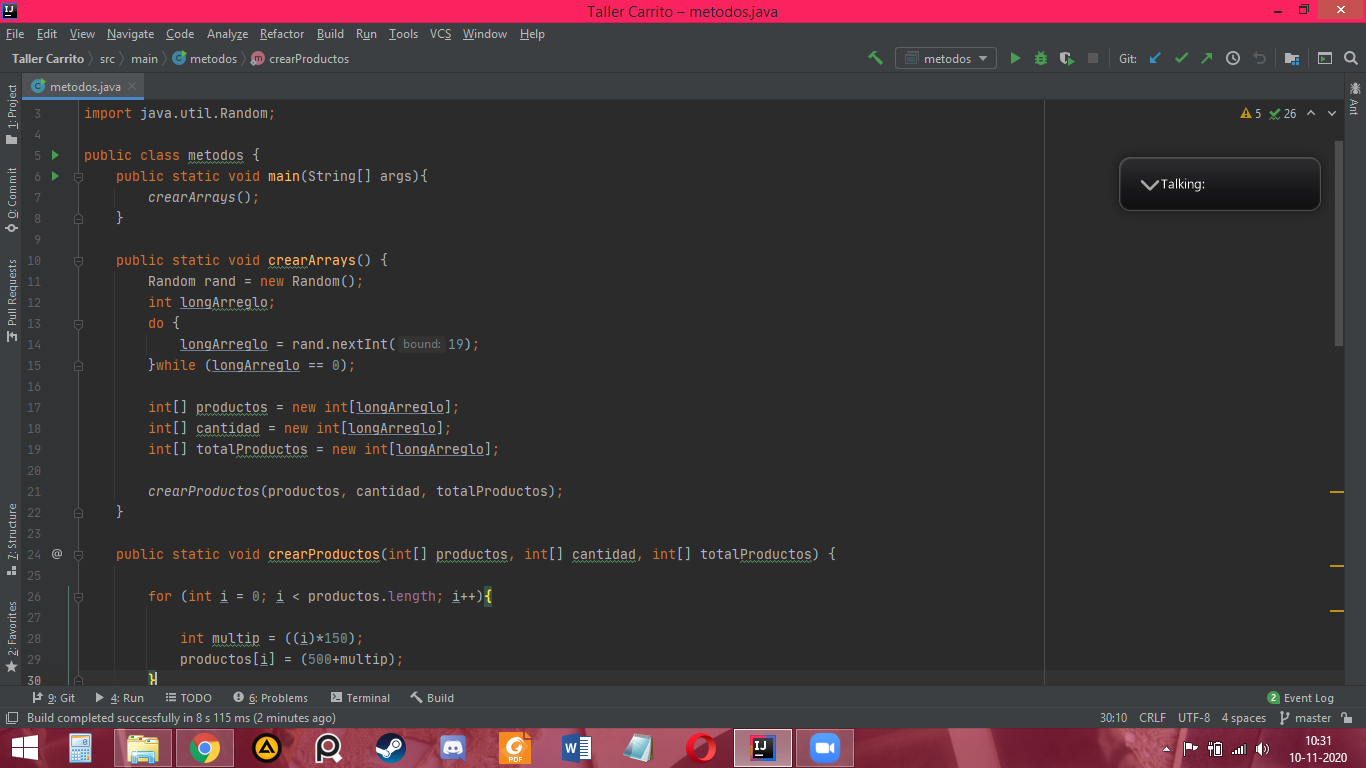 Taller Carrito – metodos.java
File Edit View Navigate Code Analyze Refactor Build Run Tools VCS Window Help
Taller Carrito src main metodos crearProductos metodos Git:
metodos.java
1: Project
0: Commit
Pull Requests
7: Structure
2: Favorites
Ant
5 26
Talking:
3 import java.util.Random;
4
5 public class metodos {
6 public static void main(String[] args){
7 crearArrays();
8 }
9
10 public static void crearArrays() {
11 Random rand = new Random();
12 int longArreglo;
13 do {
14 longArreglo = rand.nextInt( bound: 19);
15 }while (longArreglo == 0);
16
17 int[] productos = new int[longArreglo];
18 int[] cantidad = new int[longArreglo];
19 int[] totalProductos = new int[longArreglo];
20
21 crearProductos(productos, cantidad, totalProductos);
22 }
23
24 @ public static void crearProductos(int[] productos, int[] cantidad, int[] totalProductos) {
25
26 for (int i = 0; i < productos.length; i++){
27
28 int multip = ((i)*150);
29 productos[i] = (500+multip);
30 }
9: Git 4: Run TODO 6: Problems Terminal Build 2 Event Log
Build completed successfully in 8 s 115 ms (2 minutes ago) 30:10 CRLF UTF-8 4 spaces master
PDF
10:31
10-11-2020